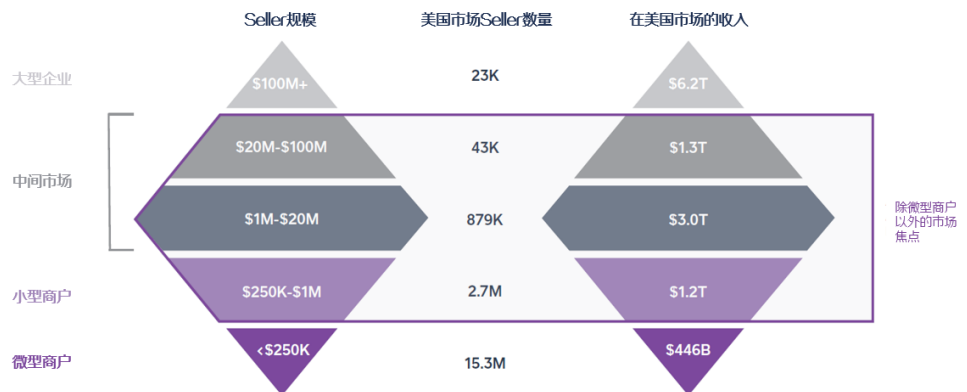 Seller规模
美国市场Seller数量
在美国市场的收入
大型企业
$100M+
23K
$6.2T
$20M-$100M
43K
$1.3T
中间市场
$1M-$20M
879K
$3.0T
除微型商户
以外的市场
焦点
小型商户
$250K-$1M
2.7M
$1.2T
微型商户
<$250K
15.3M
$446B